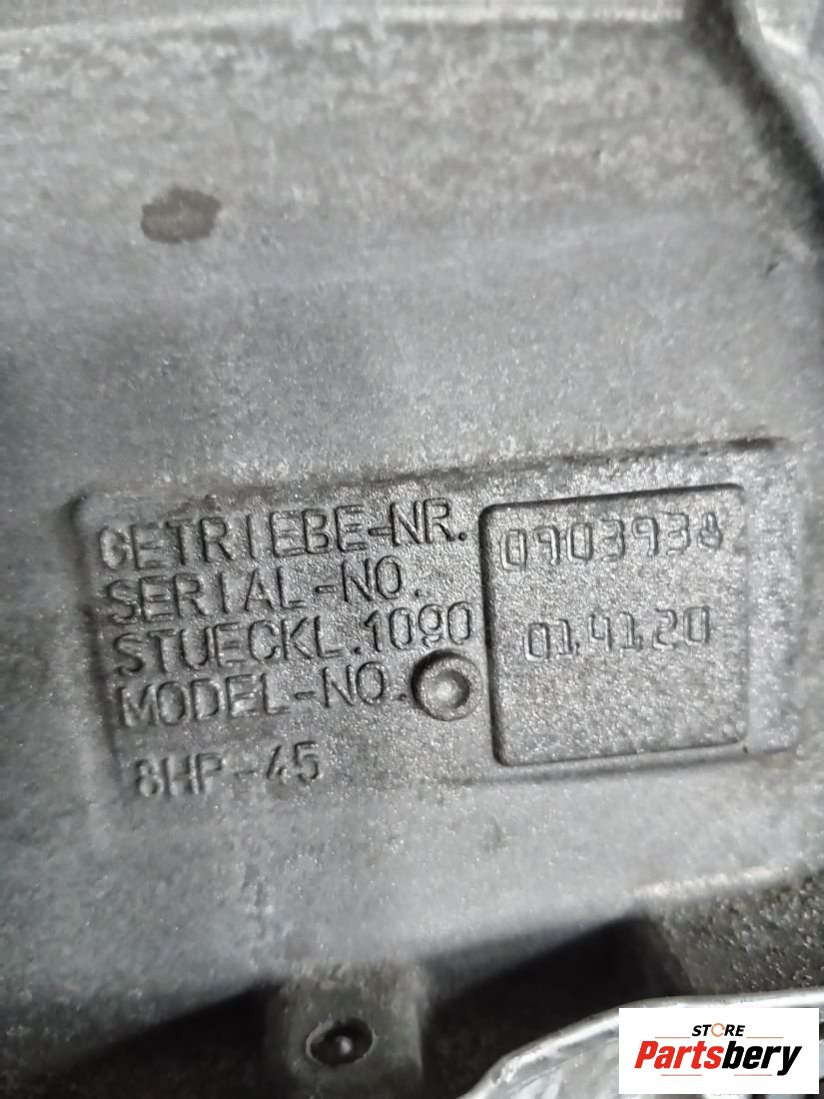 GETRIEBE-NR. 0903938
SERIAL-NO.
STUECKL.1090 014120
MODEL-NO.
8HP-45
STORE
Partsbery